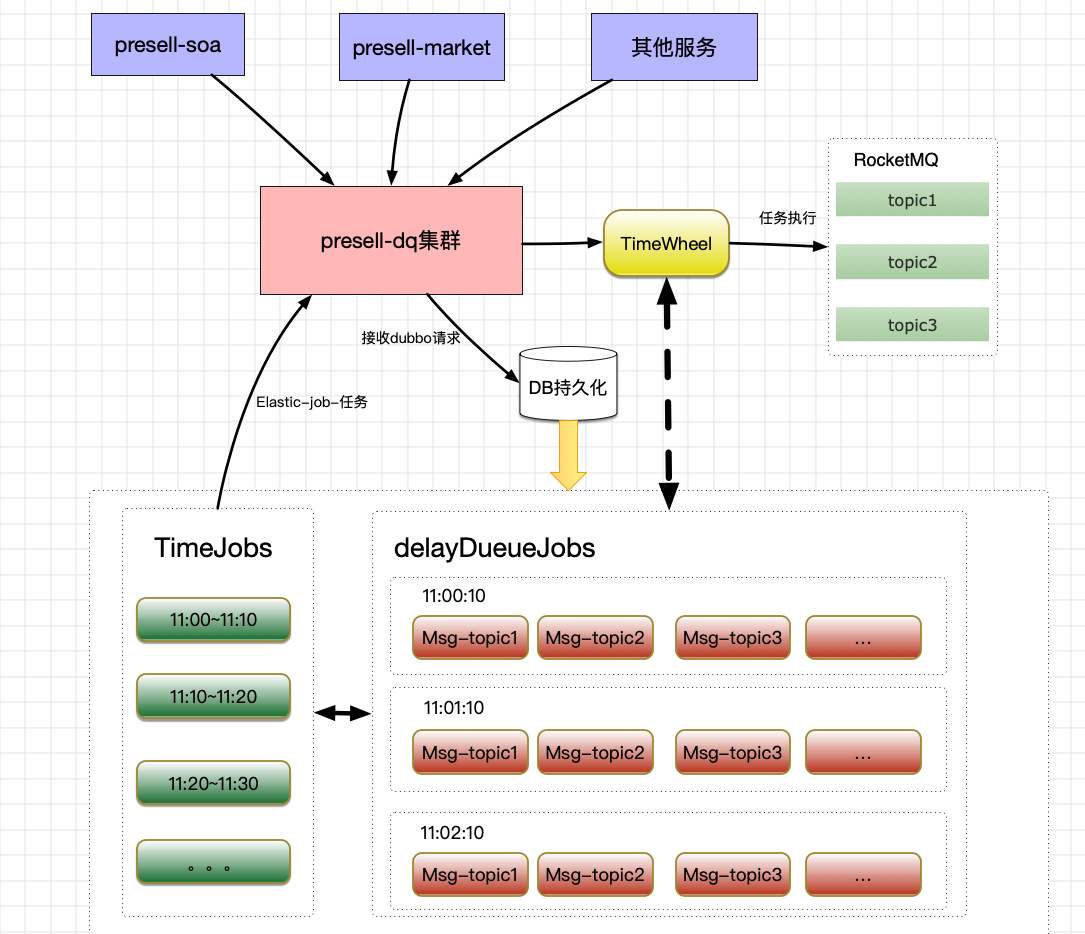 presell-soa
presell-market
其他服务
RocketMQ
topic1
topic2
topic3
presell-dq集群
TimeWheel
任务执行
接收dubbo请求
DB持久化
Elastic-job-任务
TimeJobs
11:00~11:10
11:10~11:20
11:20~11:30
。。。
delayDueueJobs
11:00:10
Msg-topic1
Msg-topic2
Msg-topic3
...
11:01:10
Msg-topic1
Msg-topic2
Msg-topic3
...
11:02:10
Msg-topic1
Msg-topic2
Msg-topic3
...